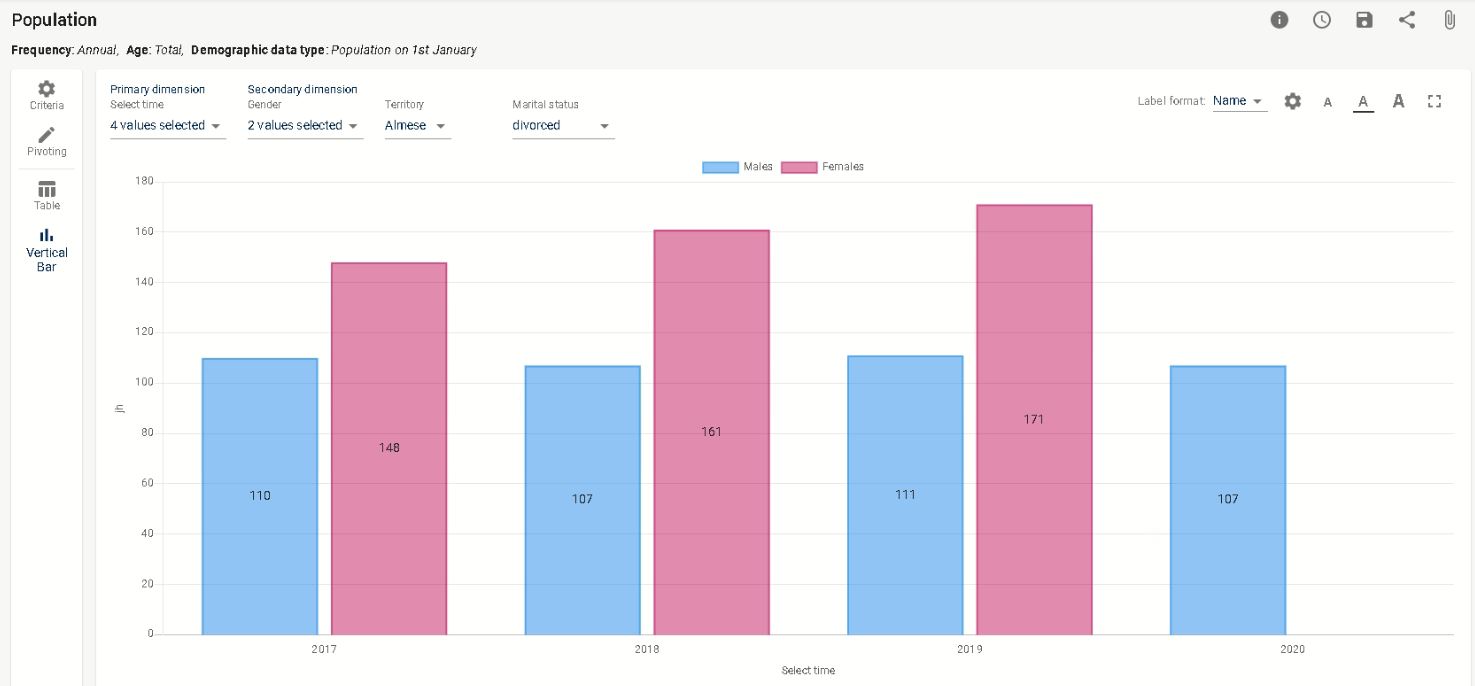 Population
Frequency: Annual, Age: Total, Demographic data type: Population on 1st January
Criteria
Pivoting
Table
Vertical
Bar
Primary dimension
Select time
4 values selected
Secondary dimension
Gender
2 values selected
Territory
Almese
Marital status
divorced
Label format: Name
A
A
A
Males
Females
180
160
140
120
100
80
60
40
20
0
jh
110
148
107
161
111
171
107
2017
2018
2019
2020
Select time